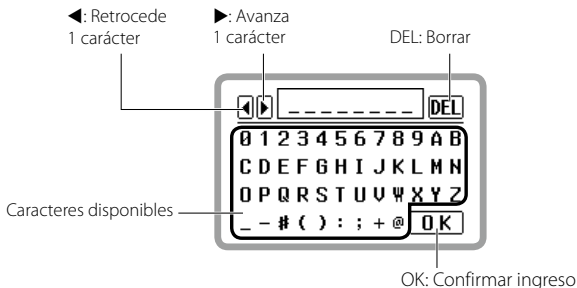 ◀: Retrocede
1 carácter
▶: Avanza
1 carácter
DEL: Borrar
◀ ▶ _ _ _ _ _ _ _ _ DEL
0 1 2 3 4 5 6 7 8 9 A B
C D E F G H I J K L M N
O P Q R S T U V W X Y Z
_ - # ( ) : ; + @ OK
Caracteres disponibles
OK: Confirmar ingreso